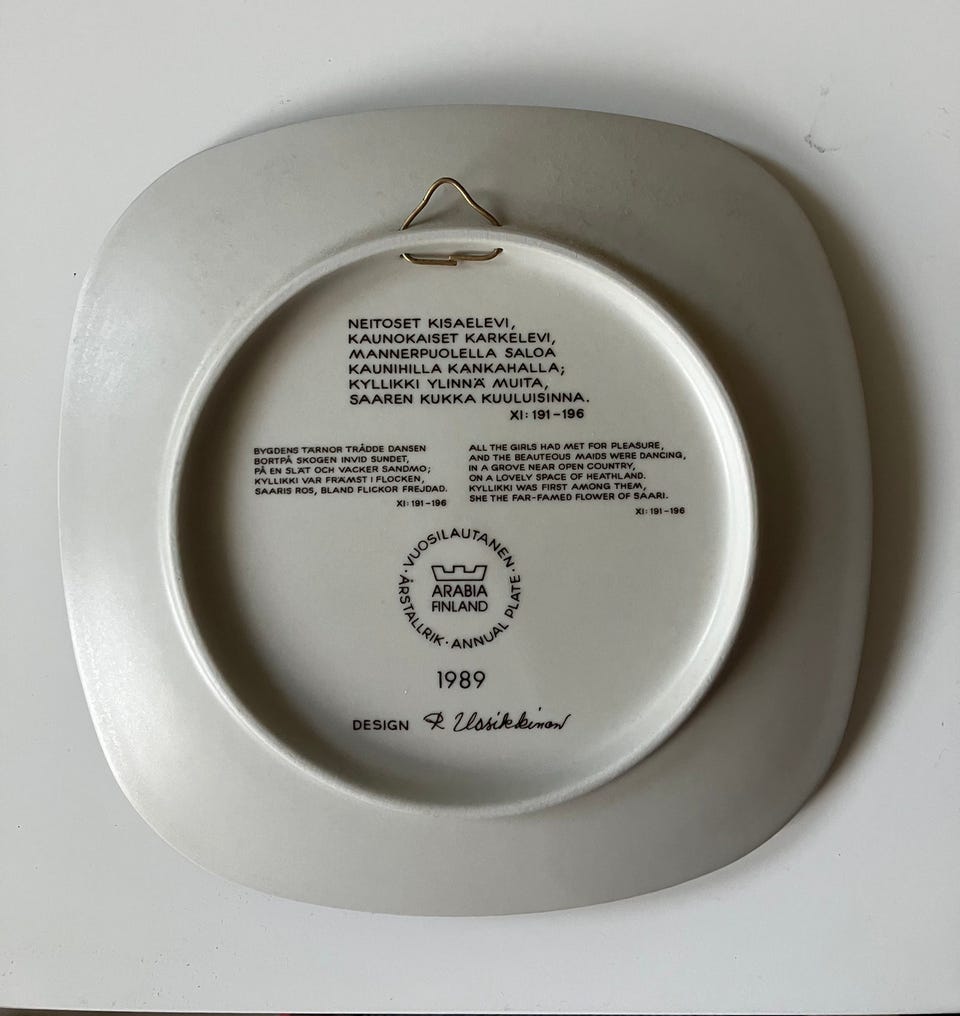 NEITOSET KISAELEVI,
KAUNOKAISET KARKELEVI,
MANNERPUOLELLA SALOA
KAUNIHILLA KANKAHALLA;
KYLLIKKI YLINNÄ MUITA,
SAAREN KUKKA KUULUISINNA.
XI: 191-196
BYGDENS TÄRNOR TRÅDDE DANSEN
BORTPÅ SKOGEN INVID SUNDET,
PÅ EN SLÄT OCH VACKER SANDMO;
KYLLIKKI VAR FRÄMST I FLOCKEN,
SAARIS ROS, BLAND FLICKOR FREJDAD.
XI: 191-196
ALL THE GIRLS HAD MET FOR PLEASURE,
AND THE BEAUTEOUS MAIDS WERE DANCING,
IN A GROVE NEAR OPEN COUNTRY,
ON A LOVELY SPACE OF HEATHLAND.
KYLLIKKI WAS FIRST AMONG THEM,
SHE THE FAR-FAMED FLOWER OF SAARI.
XI: 191-196
· VUOSILAUTANEN · ANNUAL PLATE · ÅRSTALLRIK
ARABIA
FINLAND
1989
DESIGN R Uosikkinen